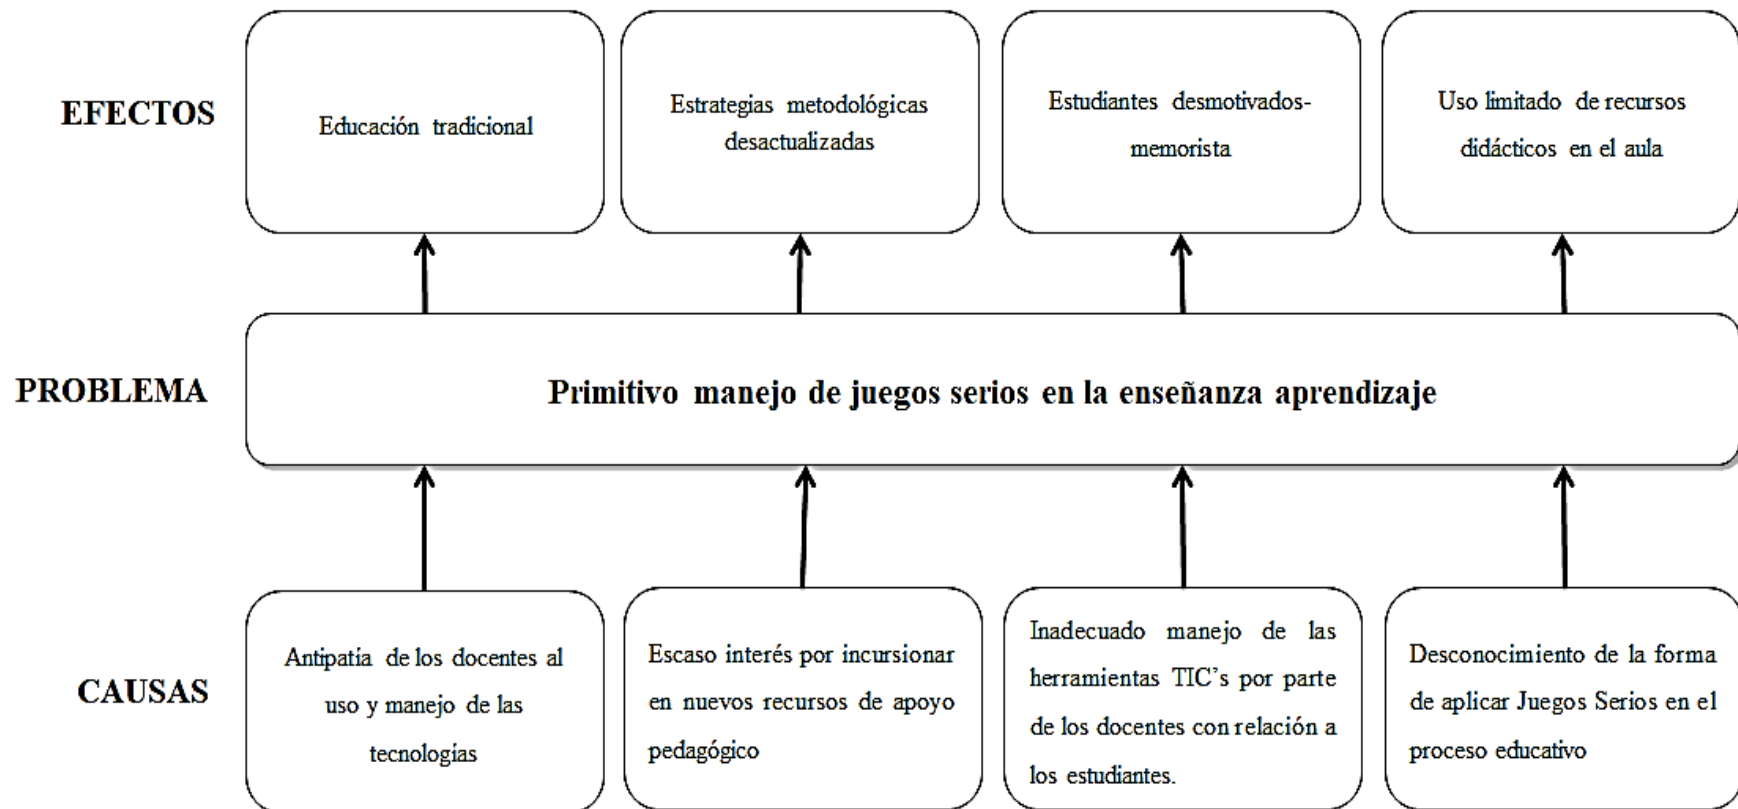 EFECTOS
Educación tradicional
Estrategias metodológicas
desactualizadas
Estudiantes desmotivados-
memorista
Uso limitado de recursos
didácticos en el aula
PROBLEMA
Primitivo manejo de juegos serios en la enseñanza aprendizaje
CAUSAS
Antipatía de los docentes al
uso y manejo de las
tecnologías
Escaso interés por incursionar
en nuevos recursos de apoyo
pedagógico
Inadecuado manejo de las
herramientas TIC's por parte
de los docentes con relación a
los estudiantes.
Desconocimiento de la forma
de aplicar Juegos Serios en el
proceso educativo